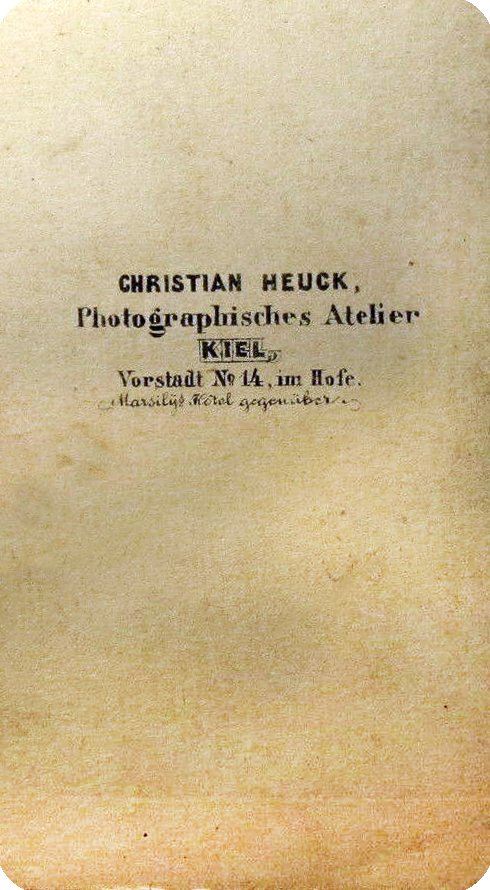 CHRISTIAN HEUCK,
Photographisches Atelier
KIEL,
Vorstadt No 14, im Hofe.
Marsily's Hôtel gegenüber.